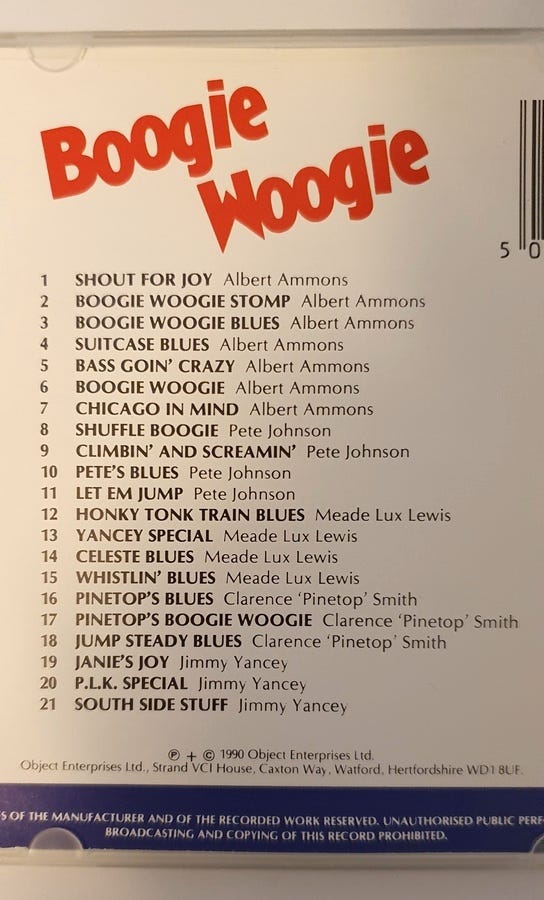 Boogie
Woogie
5 0
1 SHOUT FOR JOY Albert Ammons
2 BOOGIE WOOGIE STOMP Albert Ammons
3 BOOGIE WOOGIE BLUES Albert Ammons
4 SUITCASE BLUES Albert Ammons
5 BASS GOIN' CRAZY Albert Ammons
6 BOOGIE WOOGIE Albert Ammons
7 CHICAGO IN MIND Albert Ammons
8 SHUFFLE BOOGIE Pete Johnson
9 CLIMBIN' AND SCREAMIN' Pete Johnson
10 PETE'S BLUES Pete Johnson
11 LET EM JUMP Pete Johnson
12 HONKY TONK TRAIN BLUES Meade Lux Lewis
13 YANCEY SPECIAL Meade Lux Lewis
14 CELESTE BLUES Meade Lux Lewis
15 WHISTLIN' BLUES Meade Lux Lewis
16 PINETOP'S BLUES Clarence 'Pinetop' Smith
17 PINETOP'S BOOGIE WOOGIE Clarence 'Pinetop' Smith
18 JUMP STEADY BLUES Clarence 'Pinetop' Smith
19 JANIE'S JOY Jimmy Yancey
20 P.L.K. SPECIAL Jimmy Yancey
21 SOUTH SIDE STUFF Jimmy Yancey
℗ + © 1990 Object Enterprises Ltd.
Object Enterprises Ltd., Strand VCI House, Caxton Way, Watford, Hertfordshire WD1 8UF.
OF THE MANUFACTURER AND OF THE RECORDED WORK RESERVED. UNAUTHORISED PUBLIC
BROADCASTING AND COPYING OF THIS RECORD PROHIBITED.